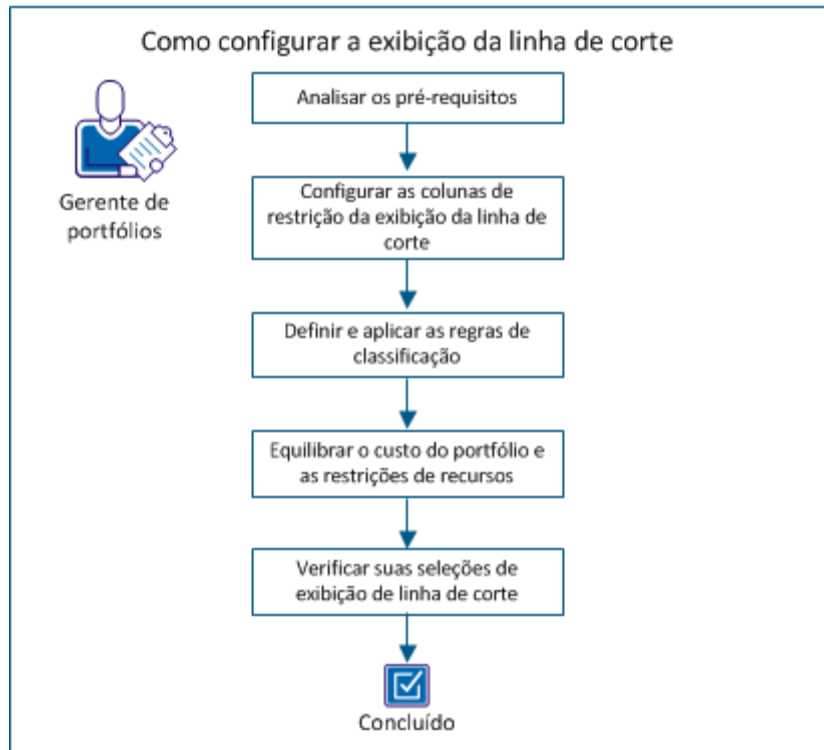 Como configurar a exibição da linha de corte
Gerente de
portfólios
Analisar os pré-requisitos
Configurar as colunas de
restrição da exibição da linha de
corte
Definir e aplicar as regras de
classificação
Equilibrar o custo do portfólio e
as restrições de recursos
Verificar suas seleções de
exibição de linha de corte
Concluído